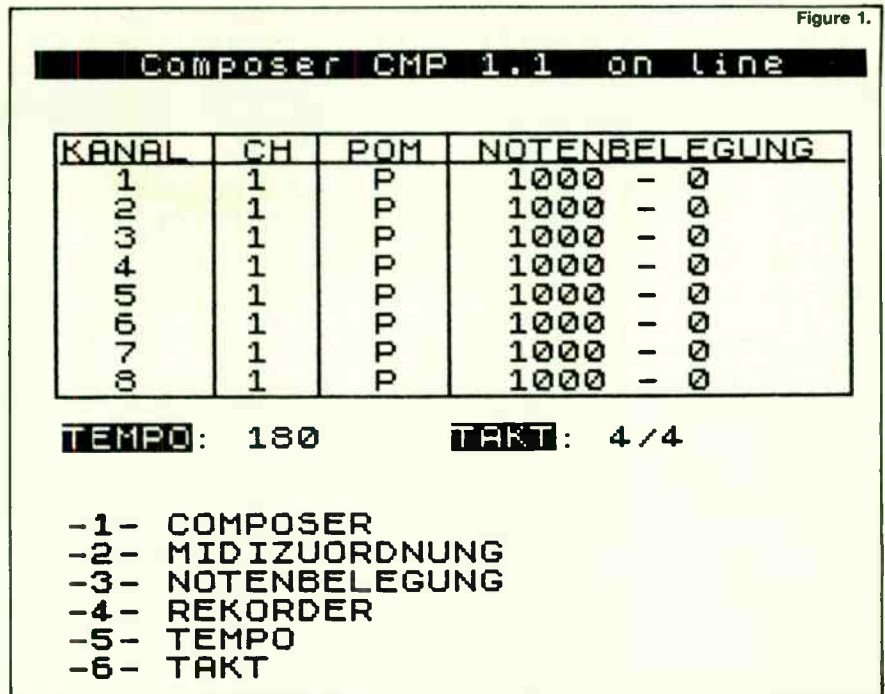 Figure 1.
Composer CMP 1.1 on line
KANAL CH POM NOTENBELEGUNG
1 1 P 1000 - 0
2 1 P 1000 - 0
3 1 P 1000 - 0
4 1 P 1000 - 0
5 1 P 1000 - 0
6 1 P 1000 - 0
7 1 P 1000 - 0
8 1 P 1000 - 0
TEMPO: 180 TAKT: 4/4
-1- COMPOSER
-2- MIDIZUORDNUNG
-3- NOTENBELEGUNG
-4- REKORDER
-5- TEMPO
-6- TAKT